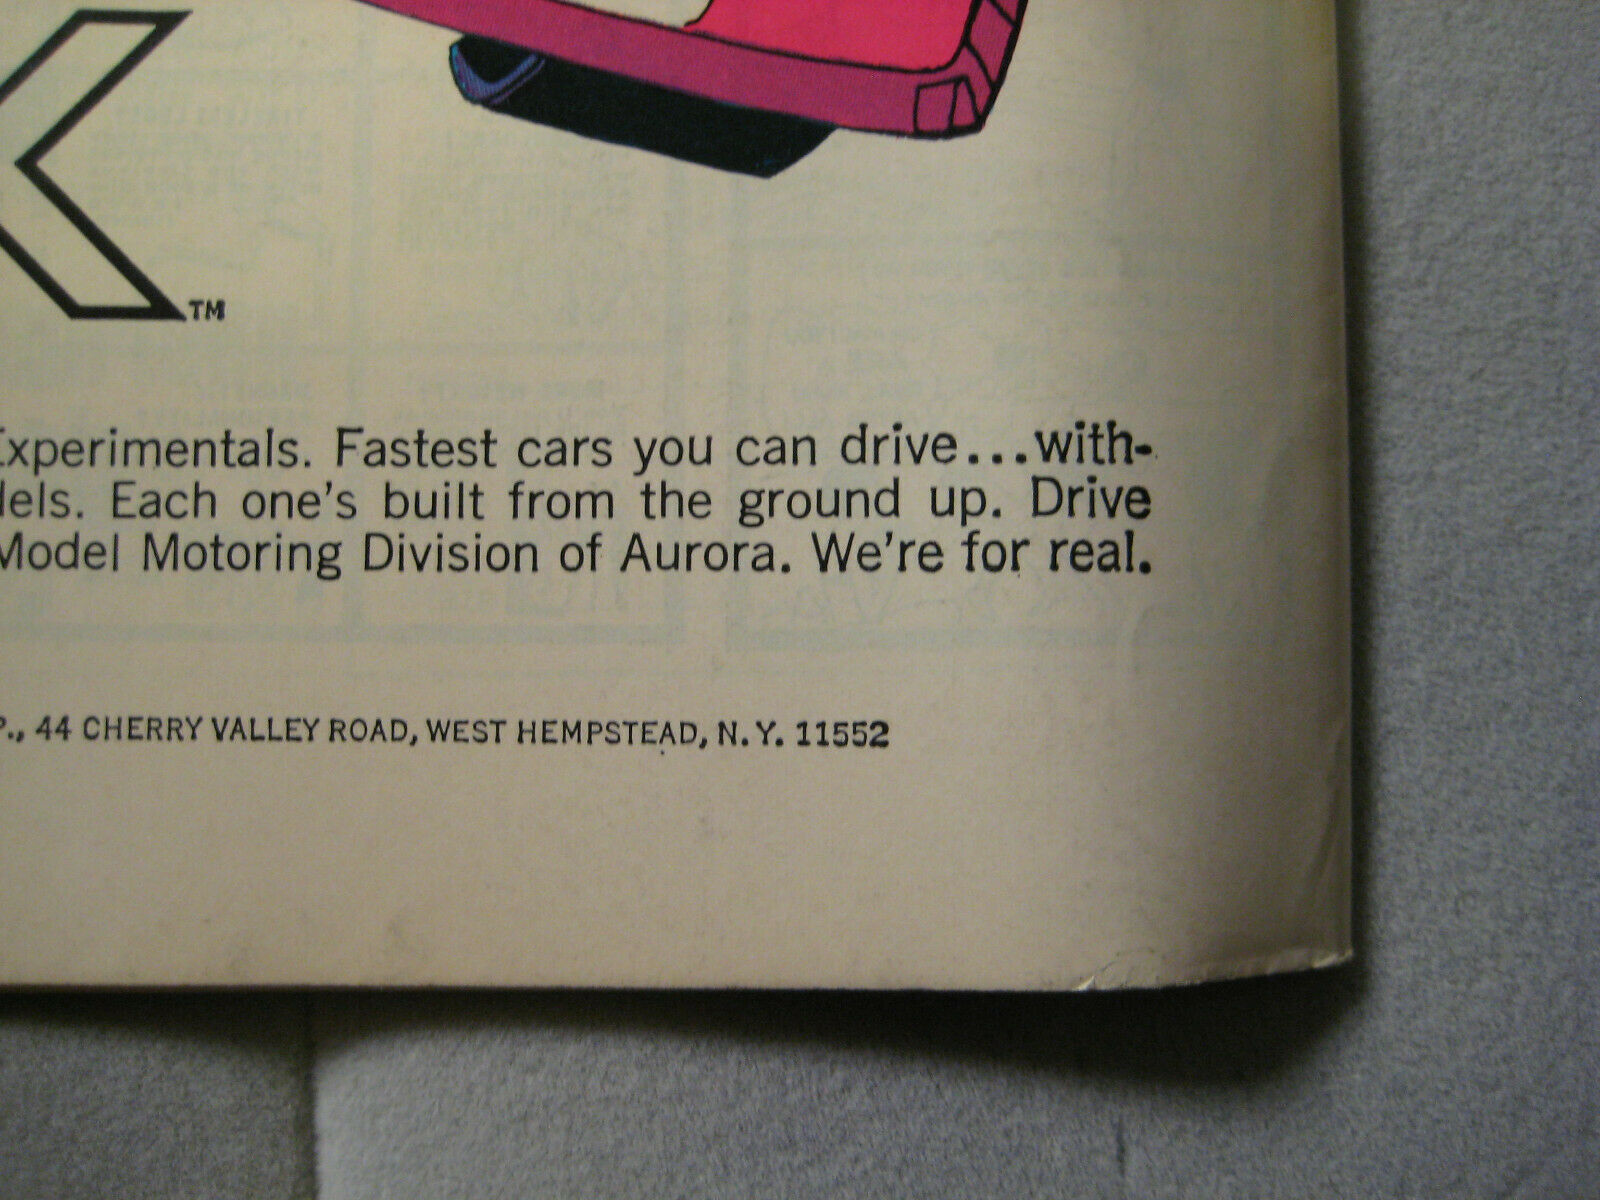 X™
Experimentals. Fastest cars you can drive...with-
dels. Each one's built from the ground up. Drive
Model Motoring Division of Aurora. We're for real.
P., 44 CHERRY VALLEY ROAD, WEST HEMPSTEAD, N.Y. 11552